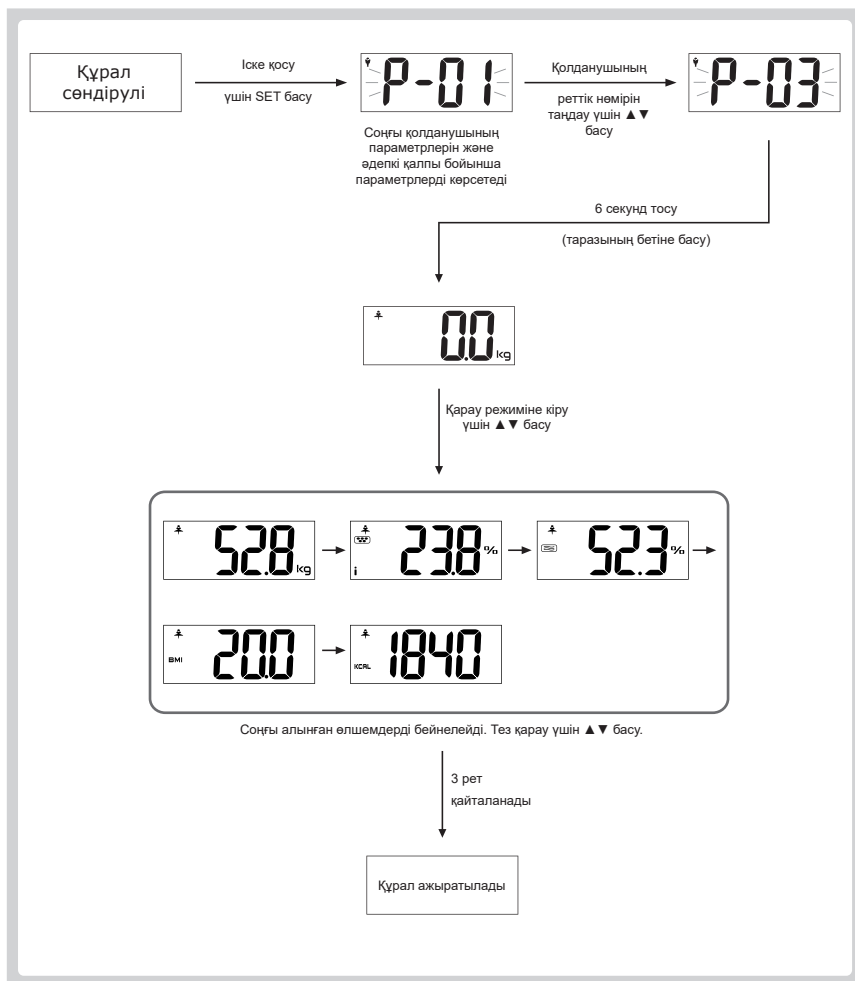 Құрал
сөндірулі
Іске қосу
үшін SET басу
P-01
Соңғы қолданушының
параметрлерін және
әдепкі қалпы бойынша
параметрлерді көрсетеді
Қолданушының
реттік нөмірін
таңдау үшін ▲▼
басу
P-03
6 секунд тосу
(таразының бетіне басу)
0.0 kg
Қарау режиміне кіру
үшін ▲▼ басу
52.8 kg
i 23.8 %
52.3 %
BMI 20.0
KCAL 1840
Соңғы алынған өлшемдерді бейнелейді. Тез қарау үшін ▲▼ басу.
3 рет
қайталанады
Құрал ажыратылады